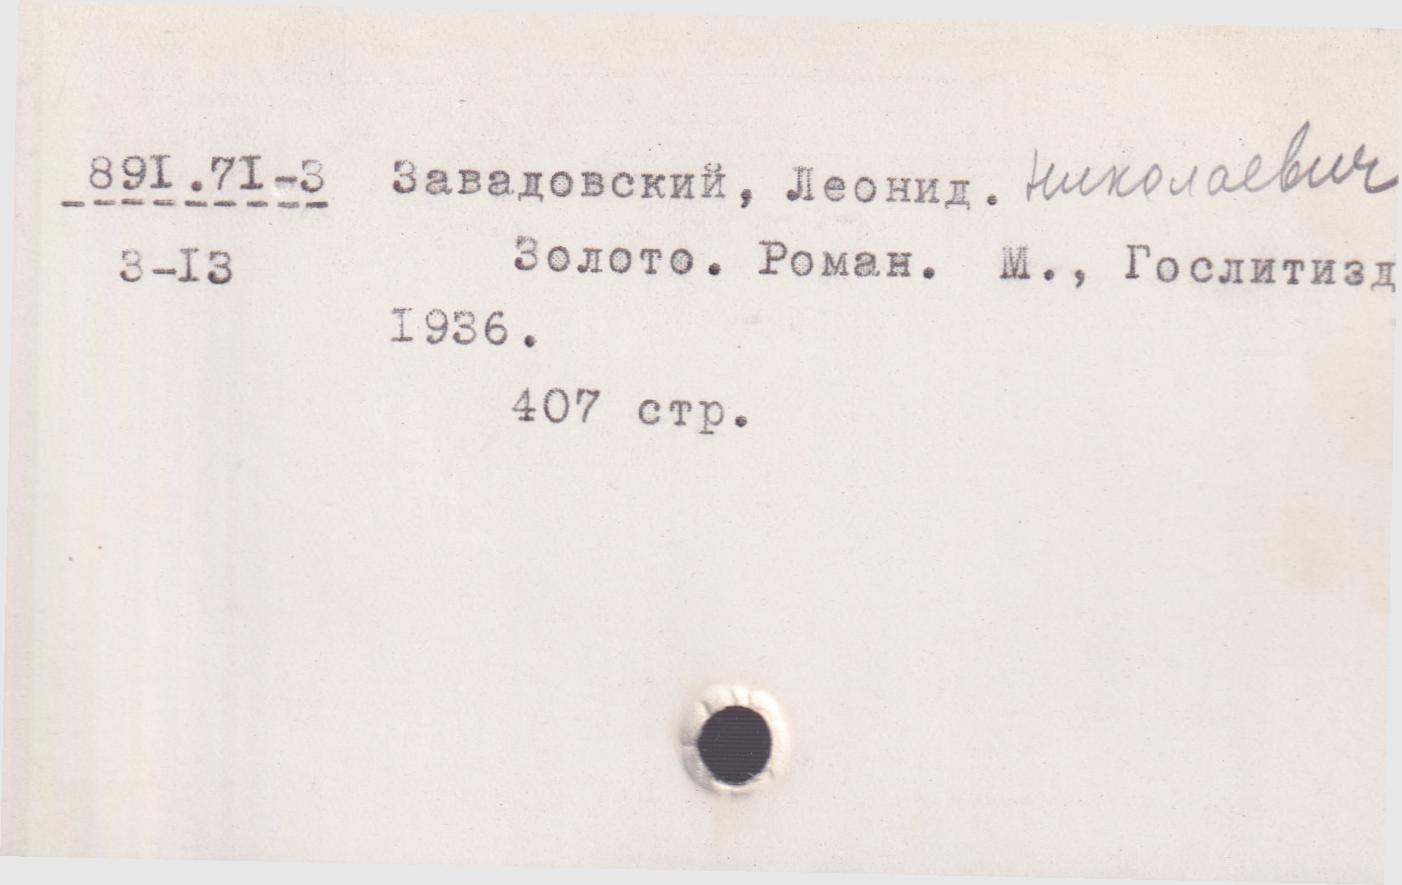 891.71-3 Завадовский, Леонид. Николаевич
3-13 Золото. Роман. М., Гослитизд
1936.
407 стр.